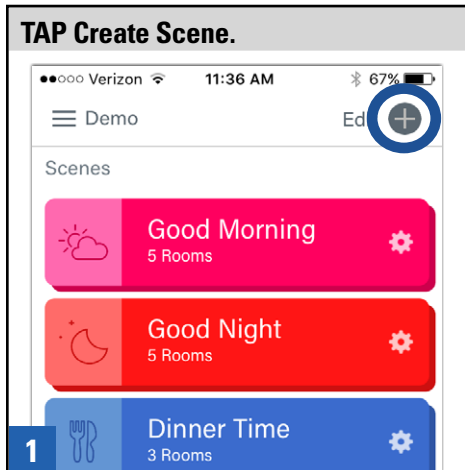 TAP Create Scene.
Verizon 11:36 AM 67%
Demo Ed
Scenes
Good Morning
5 Rooms
Good Night
5 Rooms
Dinner Time
3 Rooms
1